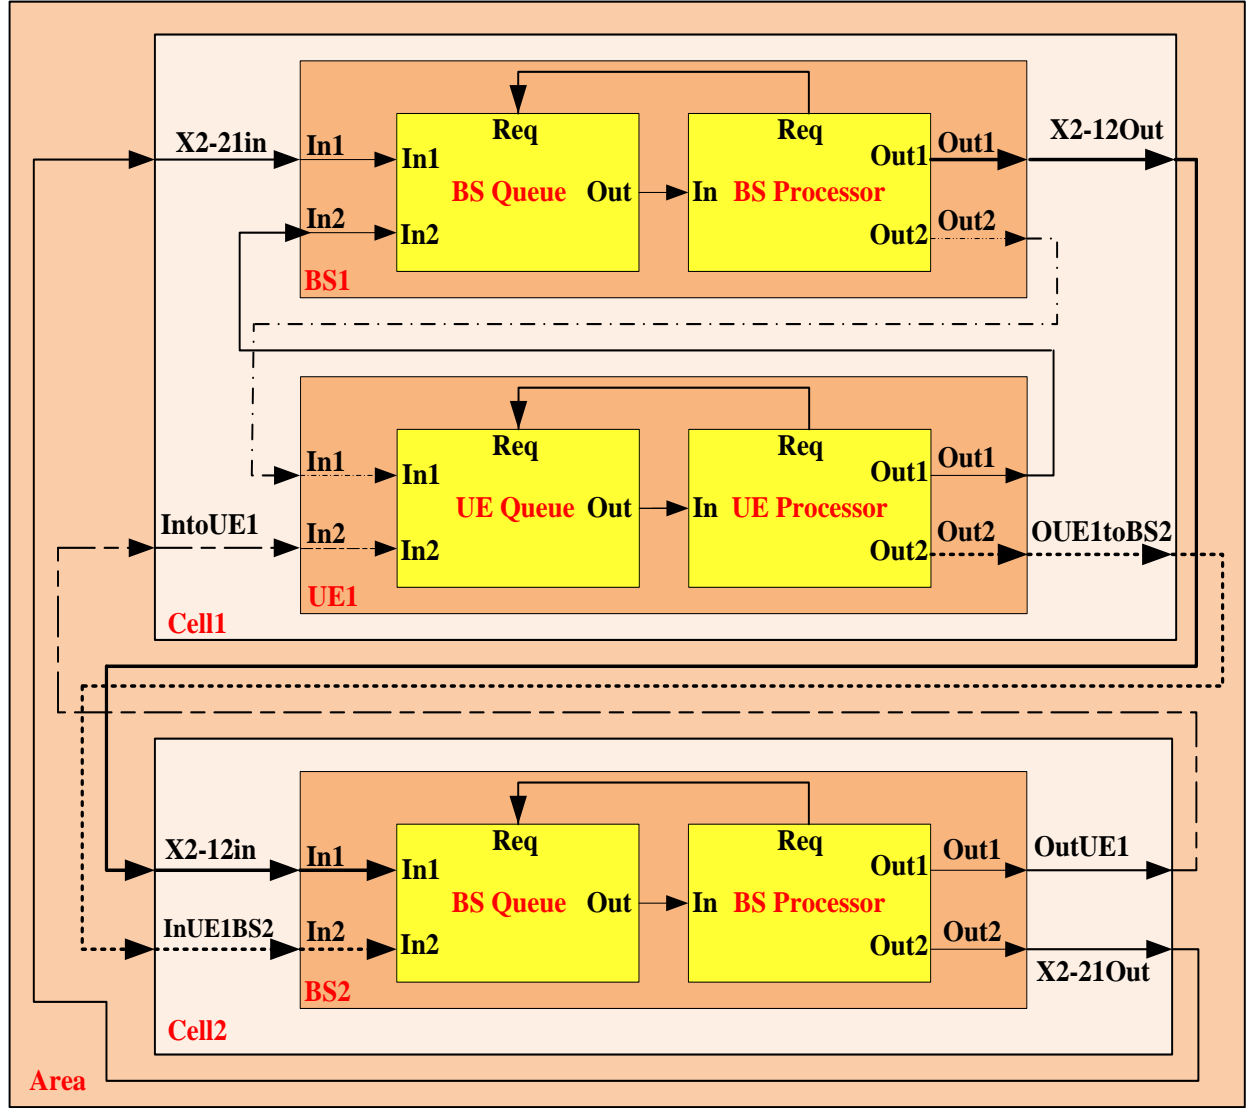 X2-21in
In1
In1
Req
BS Queue
Out
In2
In2
BS1
Req
In
BS Processor
Out1
Out1
Out2
Out2
X2-12Out
In1
In1
Req
UE Queue
Out
IntoUE1
In2
In2
UE1
Req
In
UE Processor
Out1
Out1
Out2
Out2
OUE1toBS2
Cell1
X2-12in
In1
In1
Req
BS Queue
Out
InUE1BS2
In2
In2
BS2
Req
In
BS Processor
Out1
Out1
OutUE1
Out2
Out2
X2-21Out
Cell2
Area